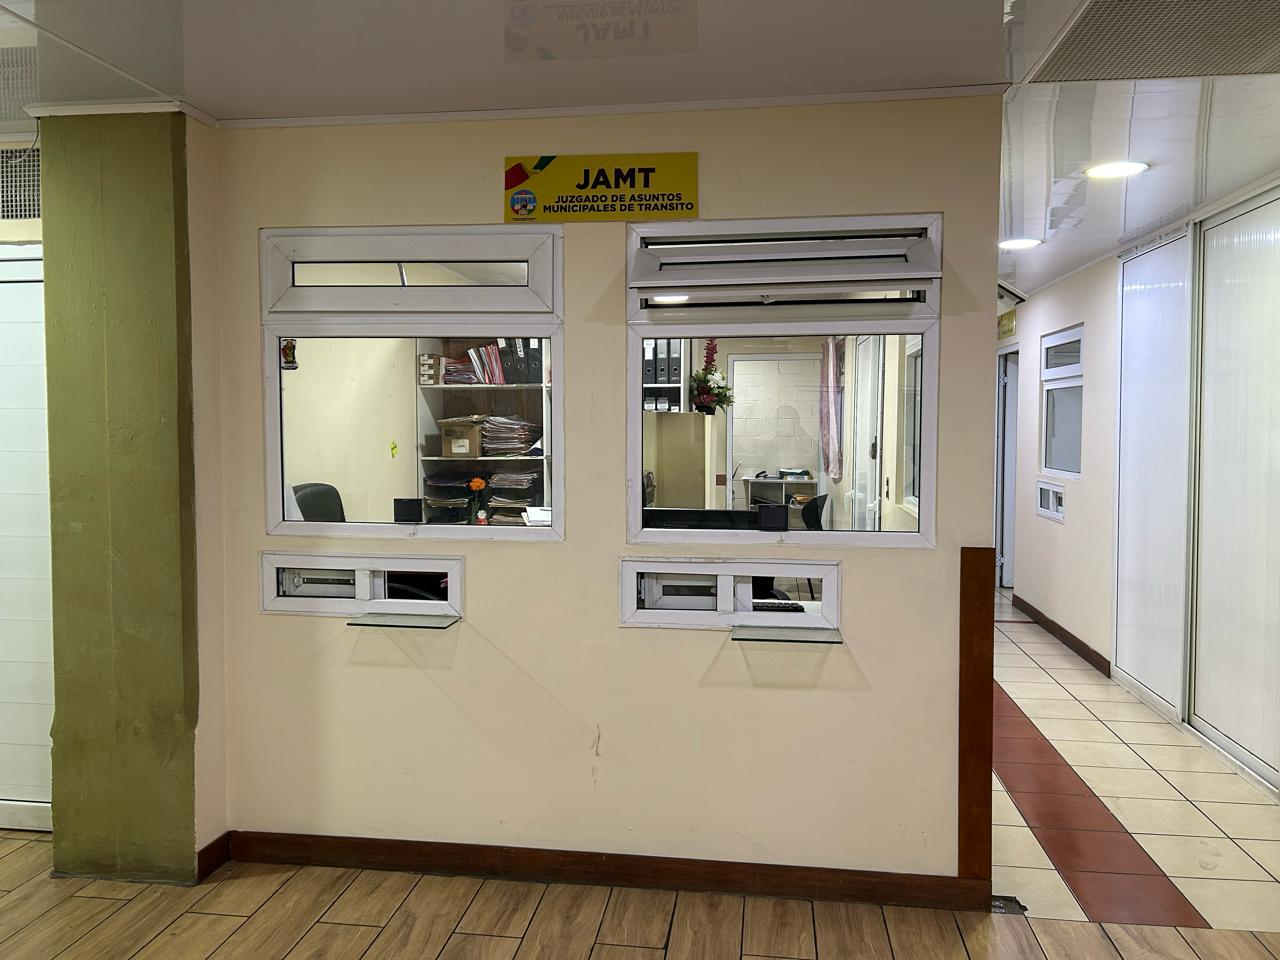 JAMT
JUZGADO DE ASUNTOS
MUNICIPALES DE TRANSITO